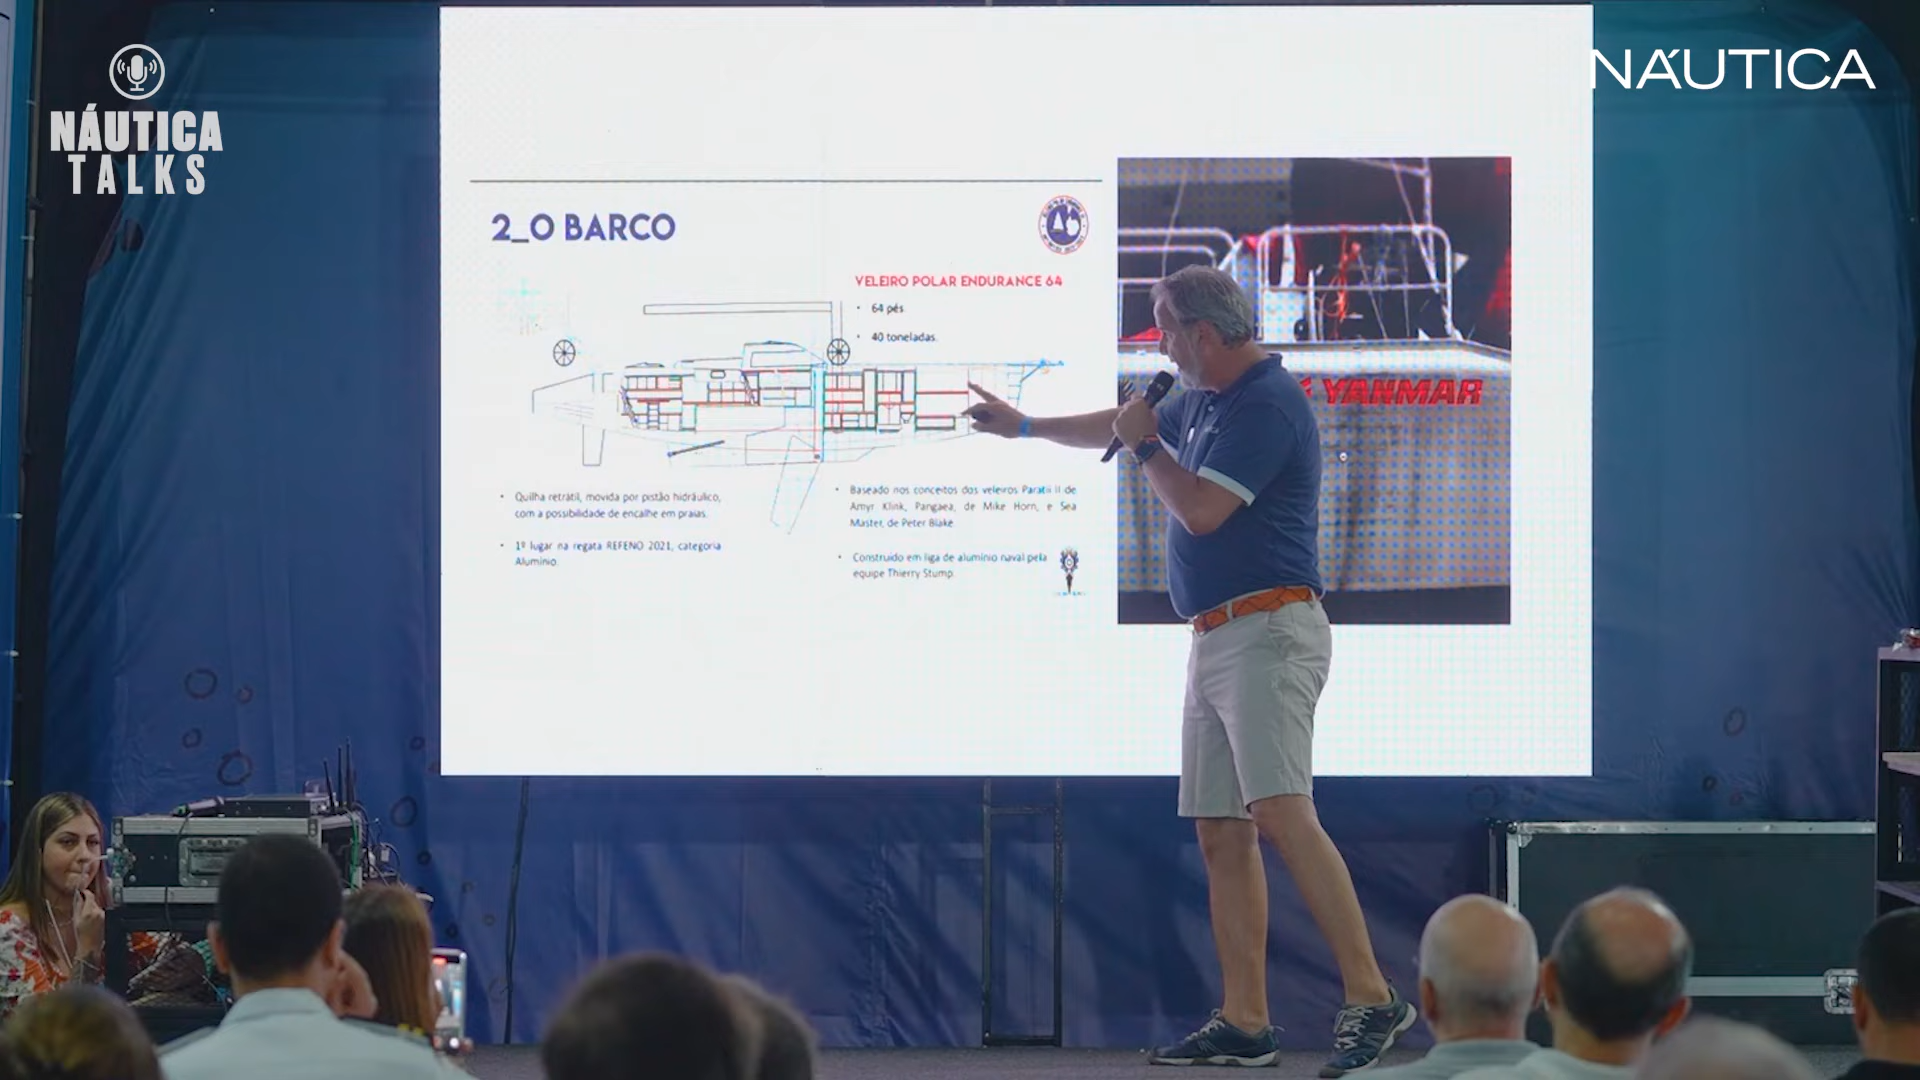 NÁUTICA
TALKS
NÁUTICA
2_O BARCO
VELEIRO POLAR ENDURANCE 64
• 64 pés.
• 40 toneladas.
• Quilha retrátil, movida por pistão hidráulico,
com a possibilidade de encalhe em praias.
• 1º lugar na regata REFENO 2021, categoria
Alumínio.
• Baseado nos conceitos dos veleiros Paratii II de
Amyr Klink, Pangaea, de Mike Horn, e Sea
Master, de Peter Blake.
• Construído em liga de alumínio naval pela
equipe Thierry Stump.
YANMAR